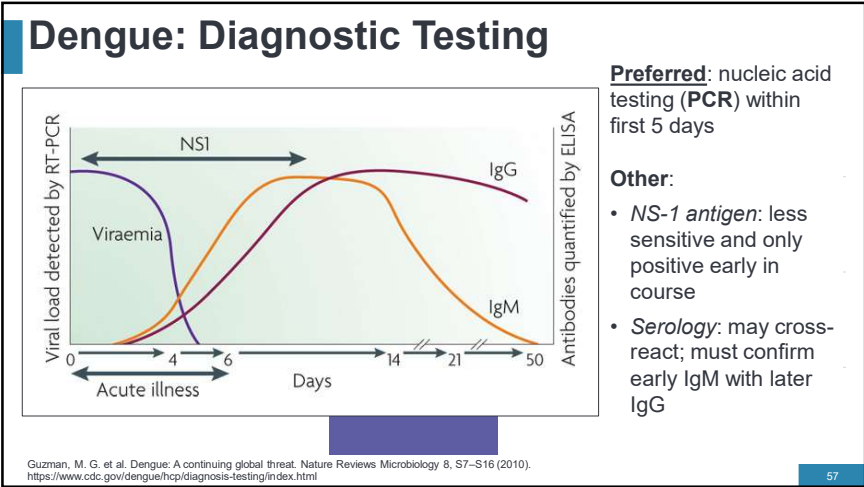 Dengue: Diagnostic Testing
Viral load detected by RT-PCR
NS1
Viraemia
IgG
IgM
Antibodies quantified by ELISA
0 4 6 14 21 50
Acute illness
Days
Preferred: nucleic acid
testing (PCR) within
first 5 days
Other:
• NS-1 antigen: less
sensitive and only
positive early in
course
• Serology: may cross-
react; must confirm
early IgM with later
IgG
Guzman, M. G. et al. Dengue: A continuing global threat. Nature Reviews Microbiology 8, S7–S16 (2010).
https://www.cdc.gov/dengue/hcp/diagnosis-testing/index.html
57